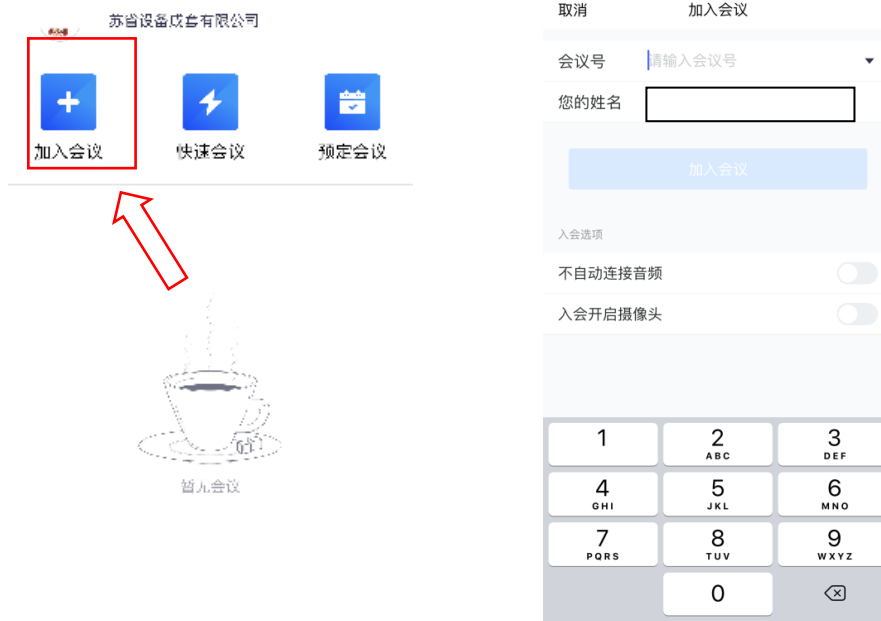 苏省设备成套有限公司
加入会议
快速会议
预定会议
暂无会议
取消
加入会议
会议号
请输入会议号
您的姓名
加入会议
入会选项
不自动连接音频
入会开启摄像头
1
2
ABC
3
DEF
4
GHI
5
JKL
6
MNO
7
PQRS
8
TUV
9
WXYZ
0